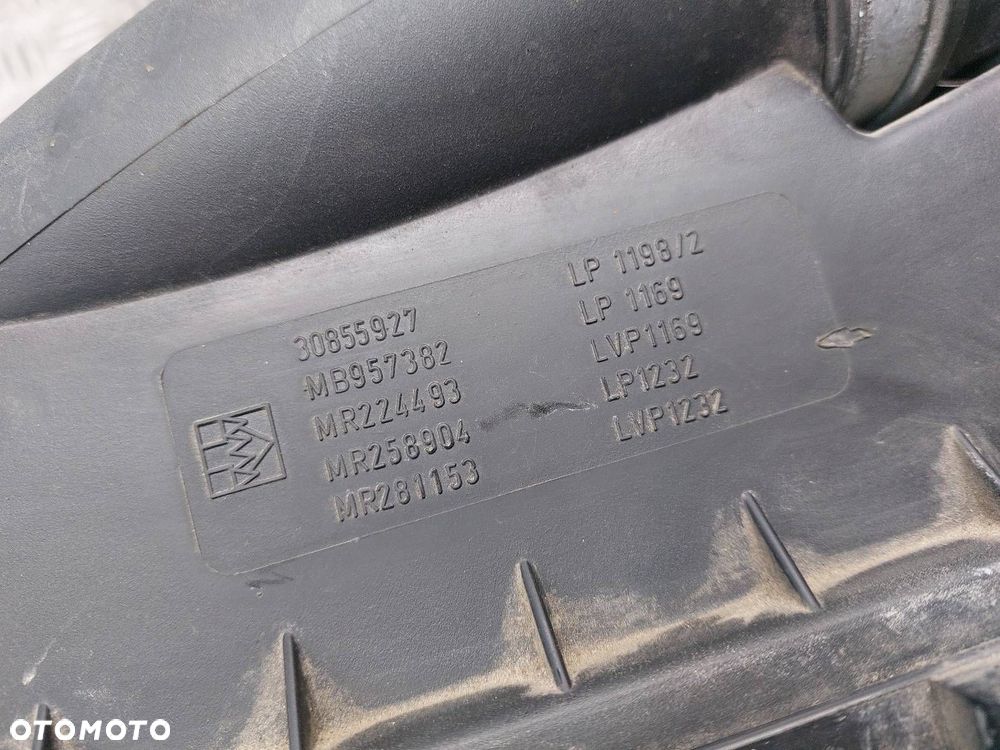 30855927
MB957382
MR224493
MR258904
MR281153
LP 1198/2
LP 1169
LVP1169
LP1232
LVP1232
OTOMOTO